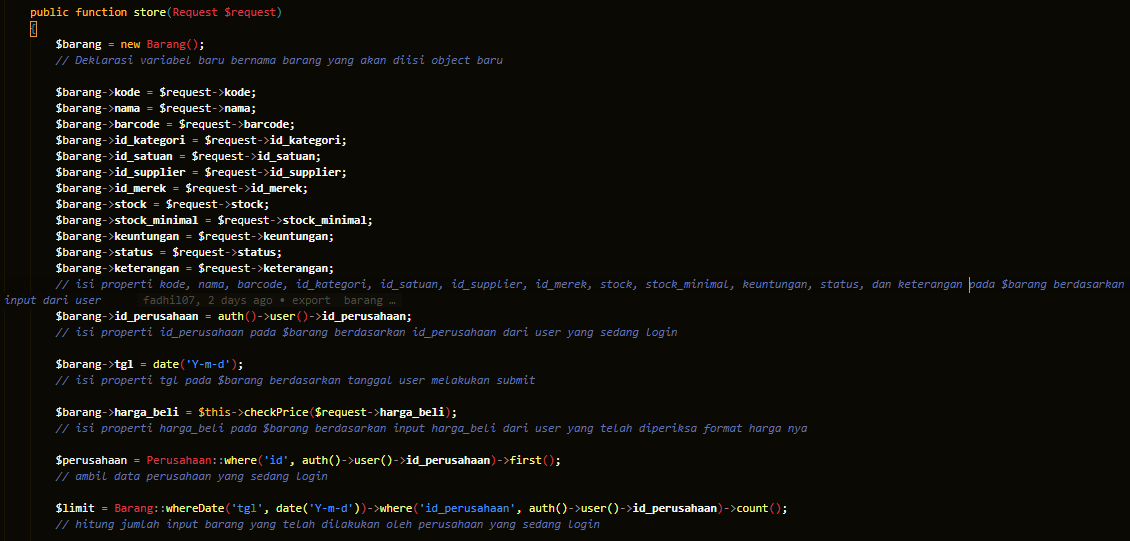 public function store(Request $request)
{
$barang = new Barang();
// Deklarasi variabel baru bernama barang yang akan diisi object baru
$barang->kode = $request->kode;
$barang->nama = $request->nama;
$barang->barcode = $request->barcode;
$barang->id_kategori = $request->id_kategori;
$barang->id_satuan = $request->id_satuan;
$barang->id_supplier = $request->id_supplier;
$barang->id_merek = $request->id_merek;
$barang->stock = $request->stock;
$barang->stock_minimal = $request->stock_minimal;
$barang->keuntungan = $request->keuntungan;
$barang->status = $request->status;
$barang->keterangan = $request->keterangan;
// isi properti kode, nama, barcode, id_kategori, id_satuan, id_supplier, id_merek, stock, stock_minimal, keuntungan, status, dan keterangan pada $barang berdasarkan
input dari user fadhil07, 2 days ago • export barang …
$barang->id_perusahaan = auth()->user()->id_perusahaan;
// isi properti id_perusahaan pada $barang berdasarkan id_perusahaan dari user yang sedang login
$barang->tgl = date('Y-m-d');
// isi properti tgl pada $barang berdasarkan tanggal user melakukan submit
$barang->harga_beli = $this->checkPrice($request->harga_beli);
// isi properti harga_beli pada $barang berdasarkan input harga_beli dari user yang telah diperiksa format harga nya
$perusahaan = Perusahaan::where('id', auth()->user()->id_perusahaan)->first();
// ambil data perusahaan yang sedang login
$limit = Barang::whereDate('tgl', date('Y-m-d'))->where('id_perusahaan', auth()->user()->id_perusahaan)->count();
// hitung jumlah input barang yang telah dilakukan oleh perusahaan yang sedang login